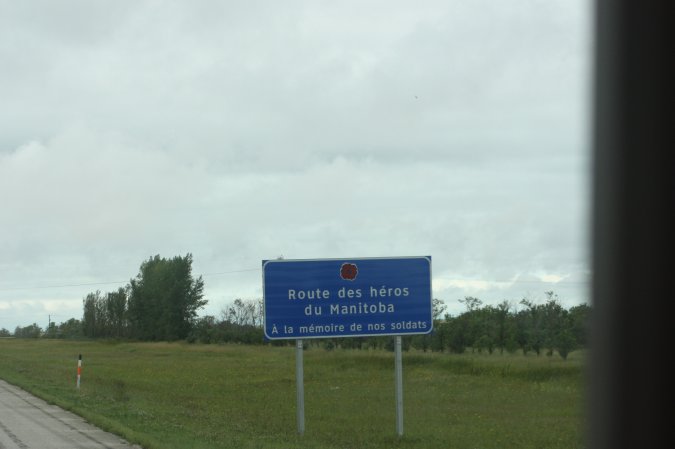 Route des héros
du Manitoba
À la mémoire de nos soldats